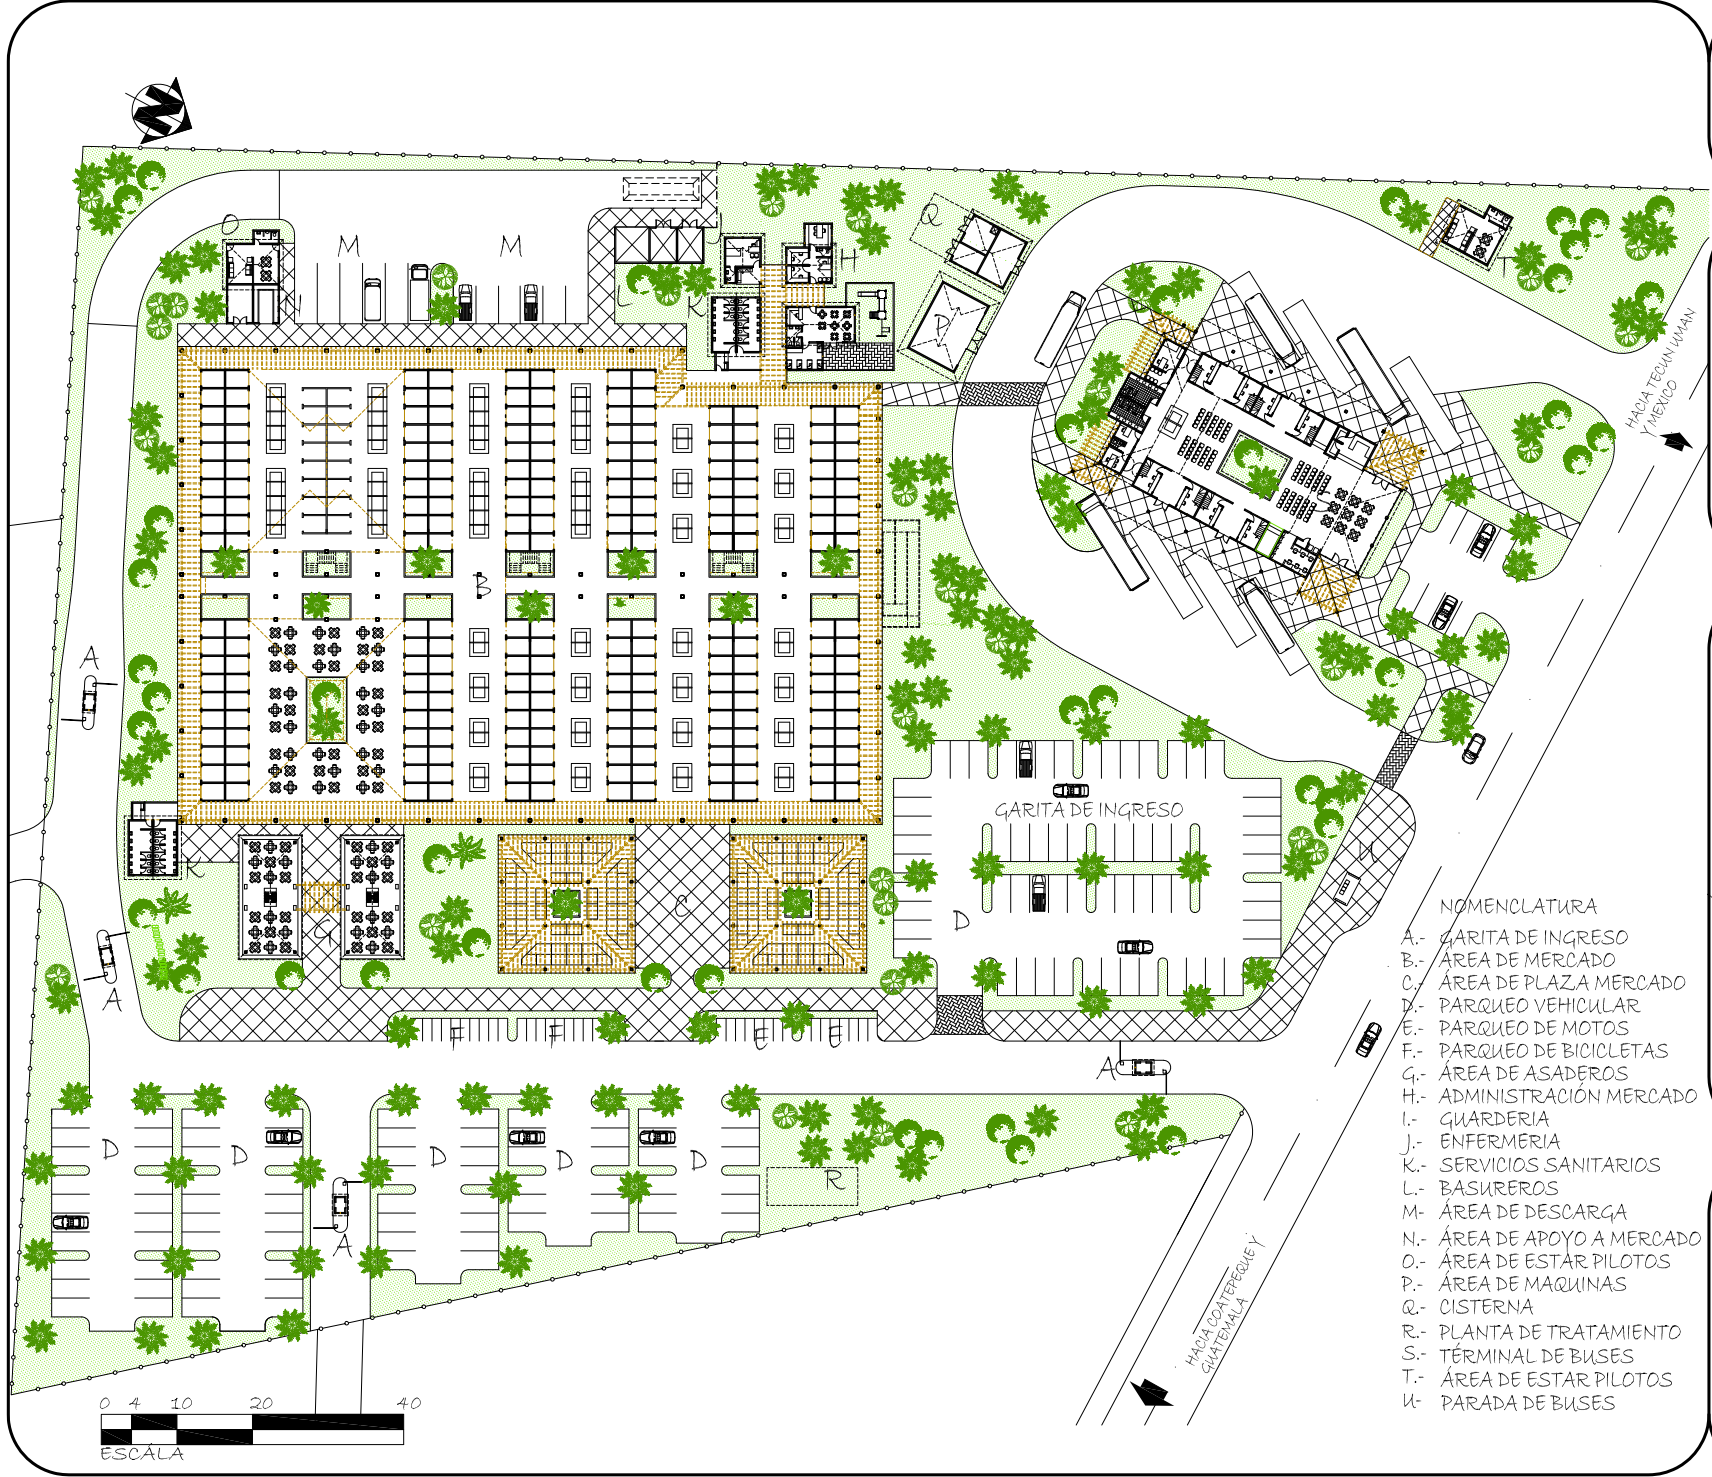 N
O
M
M
Q
J
H
L
K
P
T
I
HACIA TECUN UMAN
Y MEXICO
B
A
GARITA DE INGRESO
K
U
C
D
G
A
F
F
E
E
A
D
D
D
D
D
R
A
HACIA COATEPEQUE Y
GUATEMALA
NOMENCLATURA
A.- GARITA DE INGRESO
B.- ÁREA DE MERCADO
C.- ÁREA DE PLAZA MERCADO
D.- PARQUEO VEHICULAR
E.- PARQUEO DE MOTOS
F.- PARQUEO DE BICICLETAS
G.- ÁREA DE ASADEROS
H.- ADMINISTRACIÓN MERCADO
I.- GUARDERIA
J.- ENFERMERIA
K.- SERVICIOS SANITARIOS
L.- BASUREROS
M- ÁREA DE DESCARGA
N.- ÁREA DE APOYO A MERCADO
O.- ÁREA DE ESTAR PILOTOS
P.- ÁREA DE MAQUINAS
Q.- CISTERNA
R.- PLANTA DE TRATAMIENTO
S.- TÉRMINAL DE BUSES
T.- ÁREA DE ESTAR PILOTOS
U- PARADA DE BUSES
0 4 10 20 40
ESCÁLA